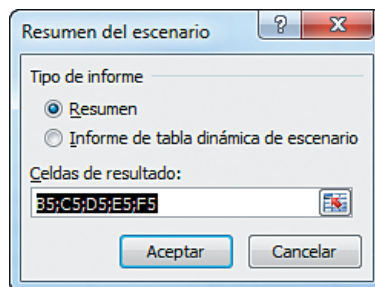 Resumen del escenario
Tipo de informe
Resumen
Informe de tabla dinámica de escenario
Celdas de resultado:
B5;C5;D5;E5;F5
Aceptar
Cancelar